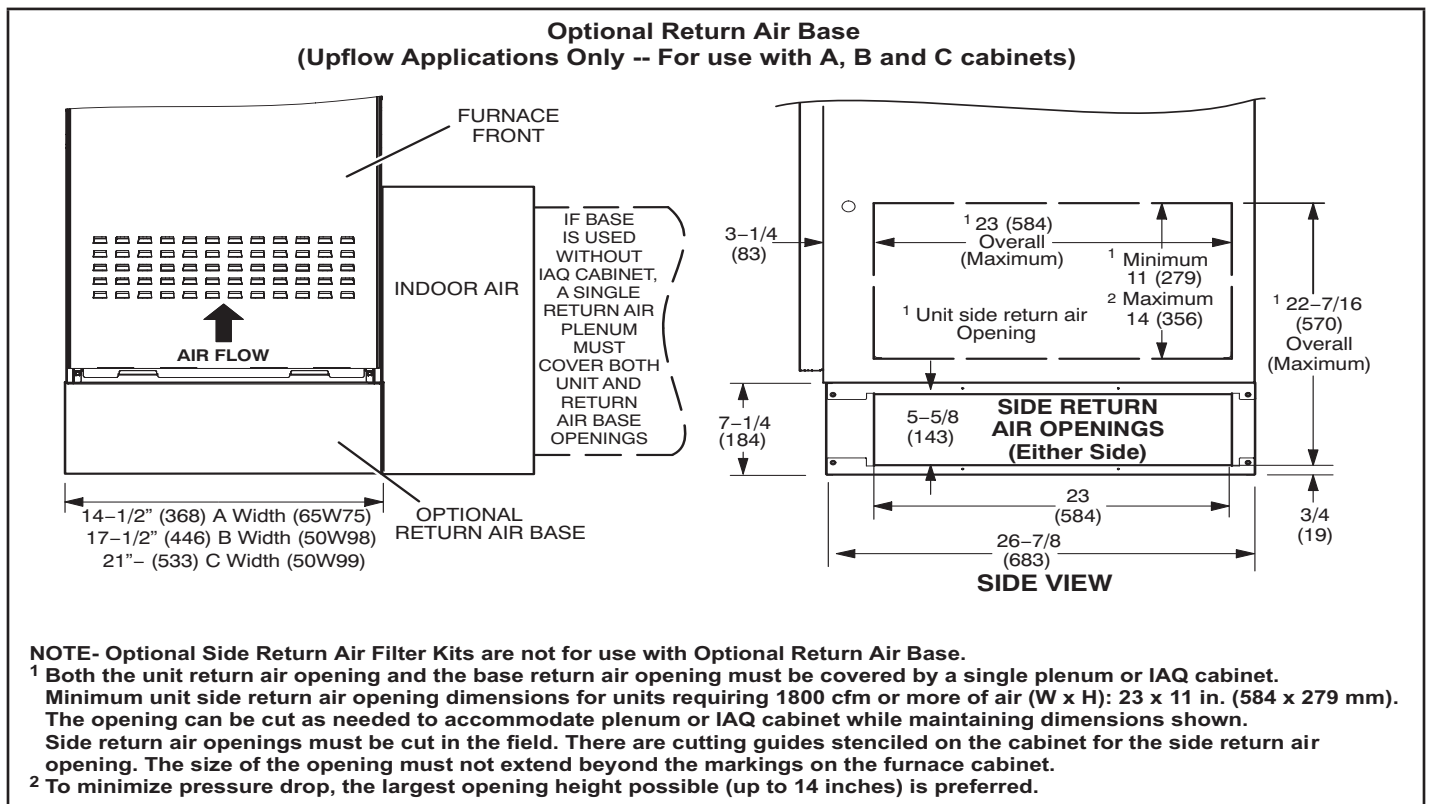 Optional Return Air Base
(Upflow Applications Only -- For use with A, B and C cabinets)
FURNACE
FRONT
AIR FLOW
INDOOR AIR
IF BASE
IS USED
WITHOUT
IAQ CABINET,
A SINGLE
RETURN AIR
PLENUM
MUST
COVER BOTH
UNIT AND
RETURN
AIR BASE
OPENINGS
14−1/2” (368) A Width (65W75)
17−1/2” (446) B Width (50W98)
21”− (533) C Width (50W99)
OPTIONAL
RETURN AIR BASE
3−1/4
(83)
1 23 (584)
Overall
(Maximum)
1 Minimum
11 (279)
2 Maximum
14 (356)
1 Unit side return air
Opening
1 22−7/16
(570)
Overall
(Maximum)
7−1/4
(184)
5−5/8
(143)
SIDE RETURN
AIR OPENINGS
(Either Side)
23
(584)
3/4
(19)
26−7/8
(683)
SIDE VIEW
NOTE- Optional Side Return Air Filter Kits are not for use with Optional Return Air Base.
1 Both the unit return air opening and the base return air opening must be covered by a single plenum or IAQ cabinet.
Minimum unit side return air opening dimensions for units requiring 1800 cfm or more of air (W x H): 23 x 11 in. (584 x 279 mm).
The opening can be cut as needed to accommodate plenum or IAQ cabinet while maintaining dimensions shown.
Side return air openings must be cut in the field. There are cutting guides stenciled on the cabinet for the side return air
opening. The size of the opening must not extend beyond the markings on the furnace cabinet.
2 To minimize pressure drop, the largest opening height possible (up to 14 inches) is preferred.